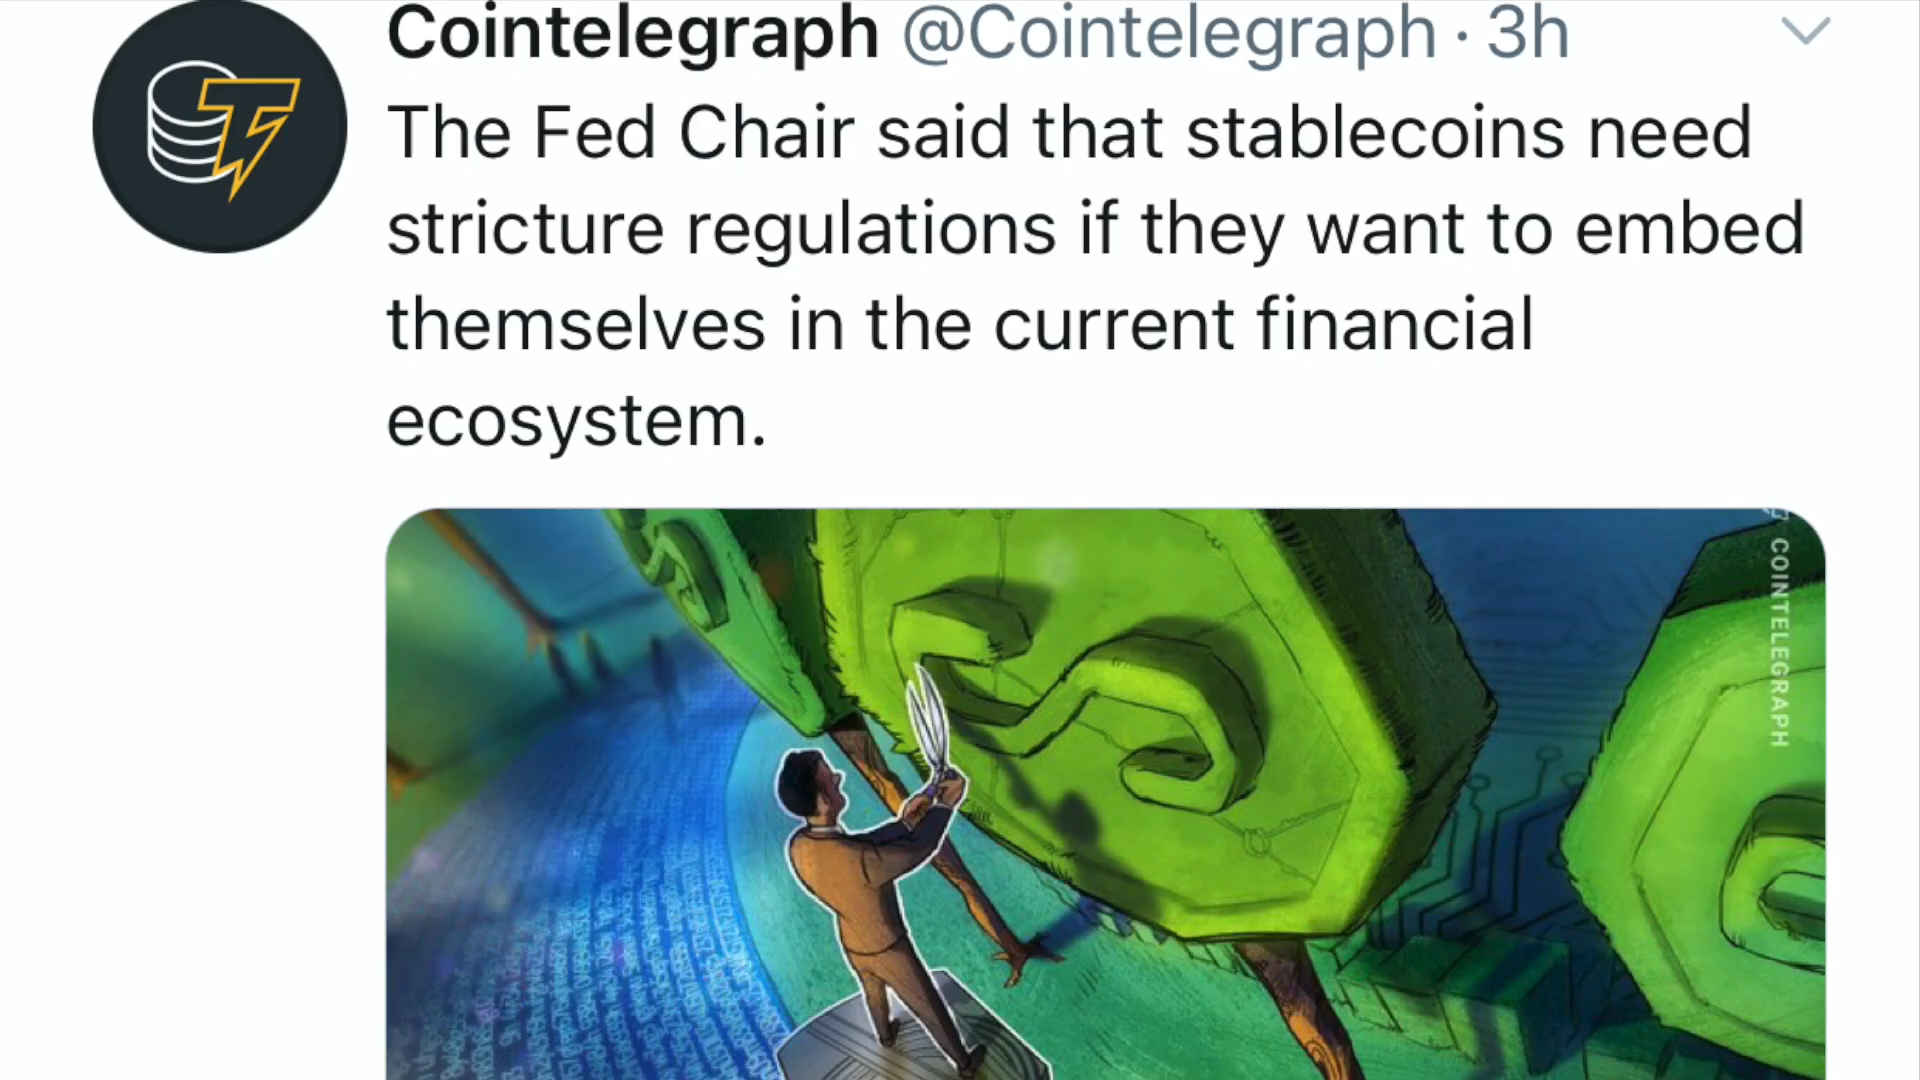 Cointelegraph @Cointelegraph · 3h
The Fed Chair said that stablecoins need
stricture regulations if they want to embed
themselves in the current financial
ecosystem.
COINTELEGRAPH